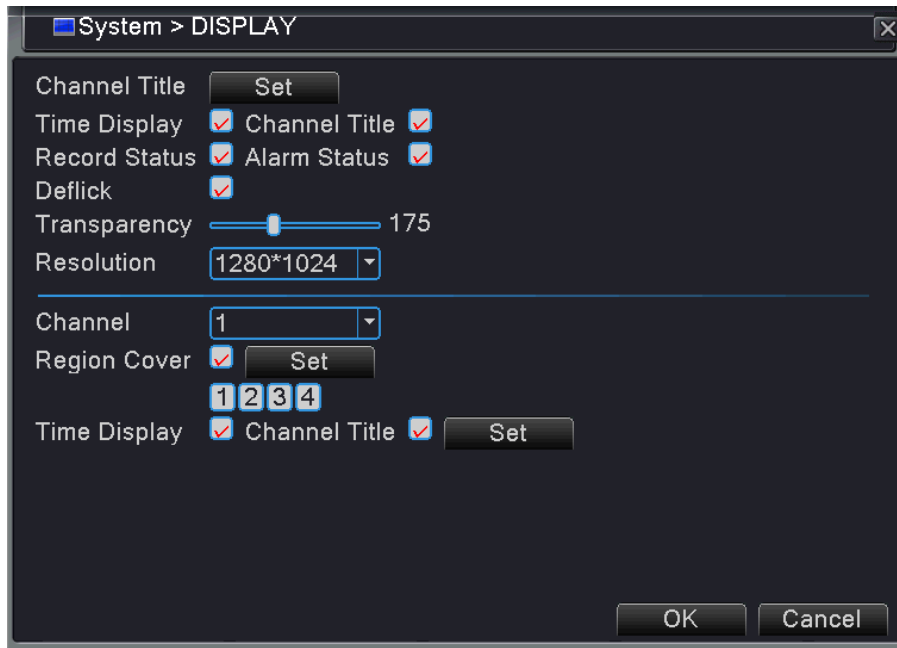 System > DISPLAY
Channel Title Set
Time Display Channel Title
Record Status Alarm Status
Deflick
Transparency 175
Resolution 1280*1024
Channel 1
Region Cover Set
1 2 3 4
Time Display Channel Title Set
OK Cancel